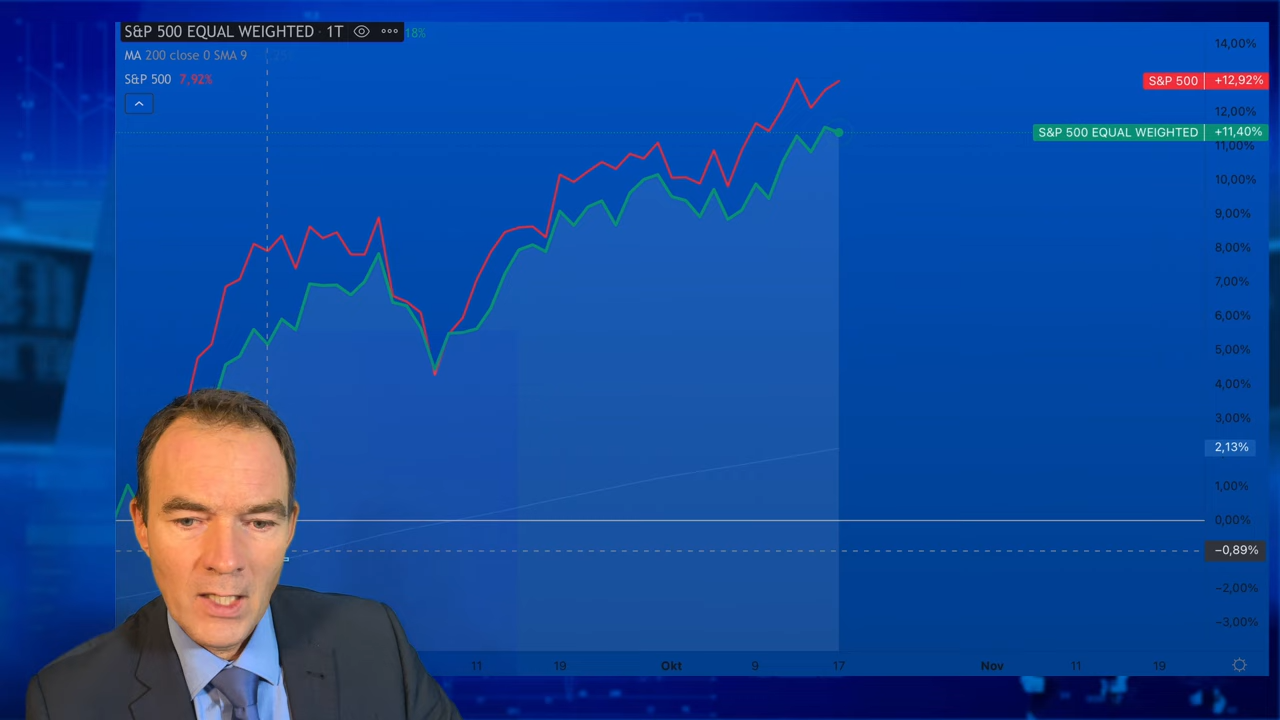 S&P 500 EQUAL WEIGHTED · 1T 18%
MA 200 close 0 SMA 9
S&P 500 7,92%
14,00%
S&P 500 +12,92%
12,00%
S&P 500 EQUAL WEIGHTED +11,40%
11,00%
10,00%
9,00%
8,00%
7,00%
6,00%
5,00%
4,00%
3,00%
2,13%
1,00%
0,00%
−0,89%
−2,00%
−3,00%
11 19 Okt 9 17 Nov 11 19